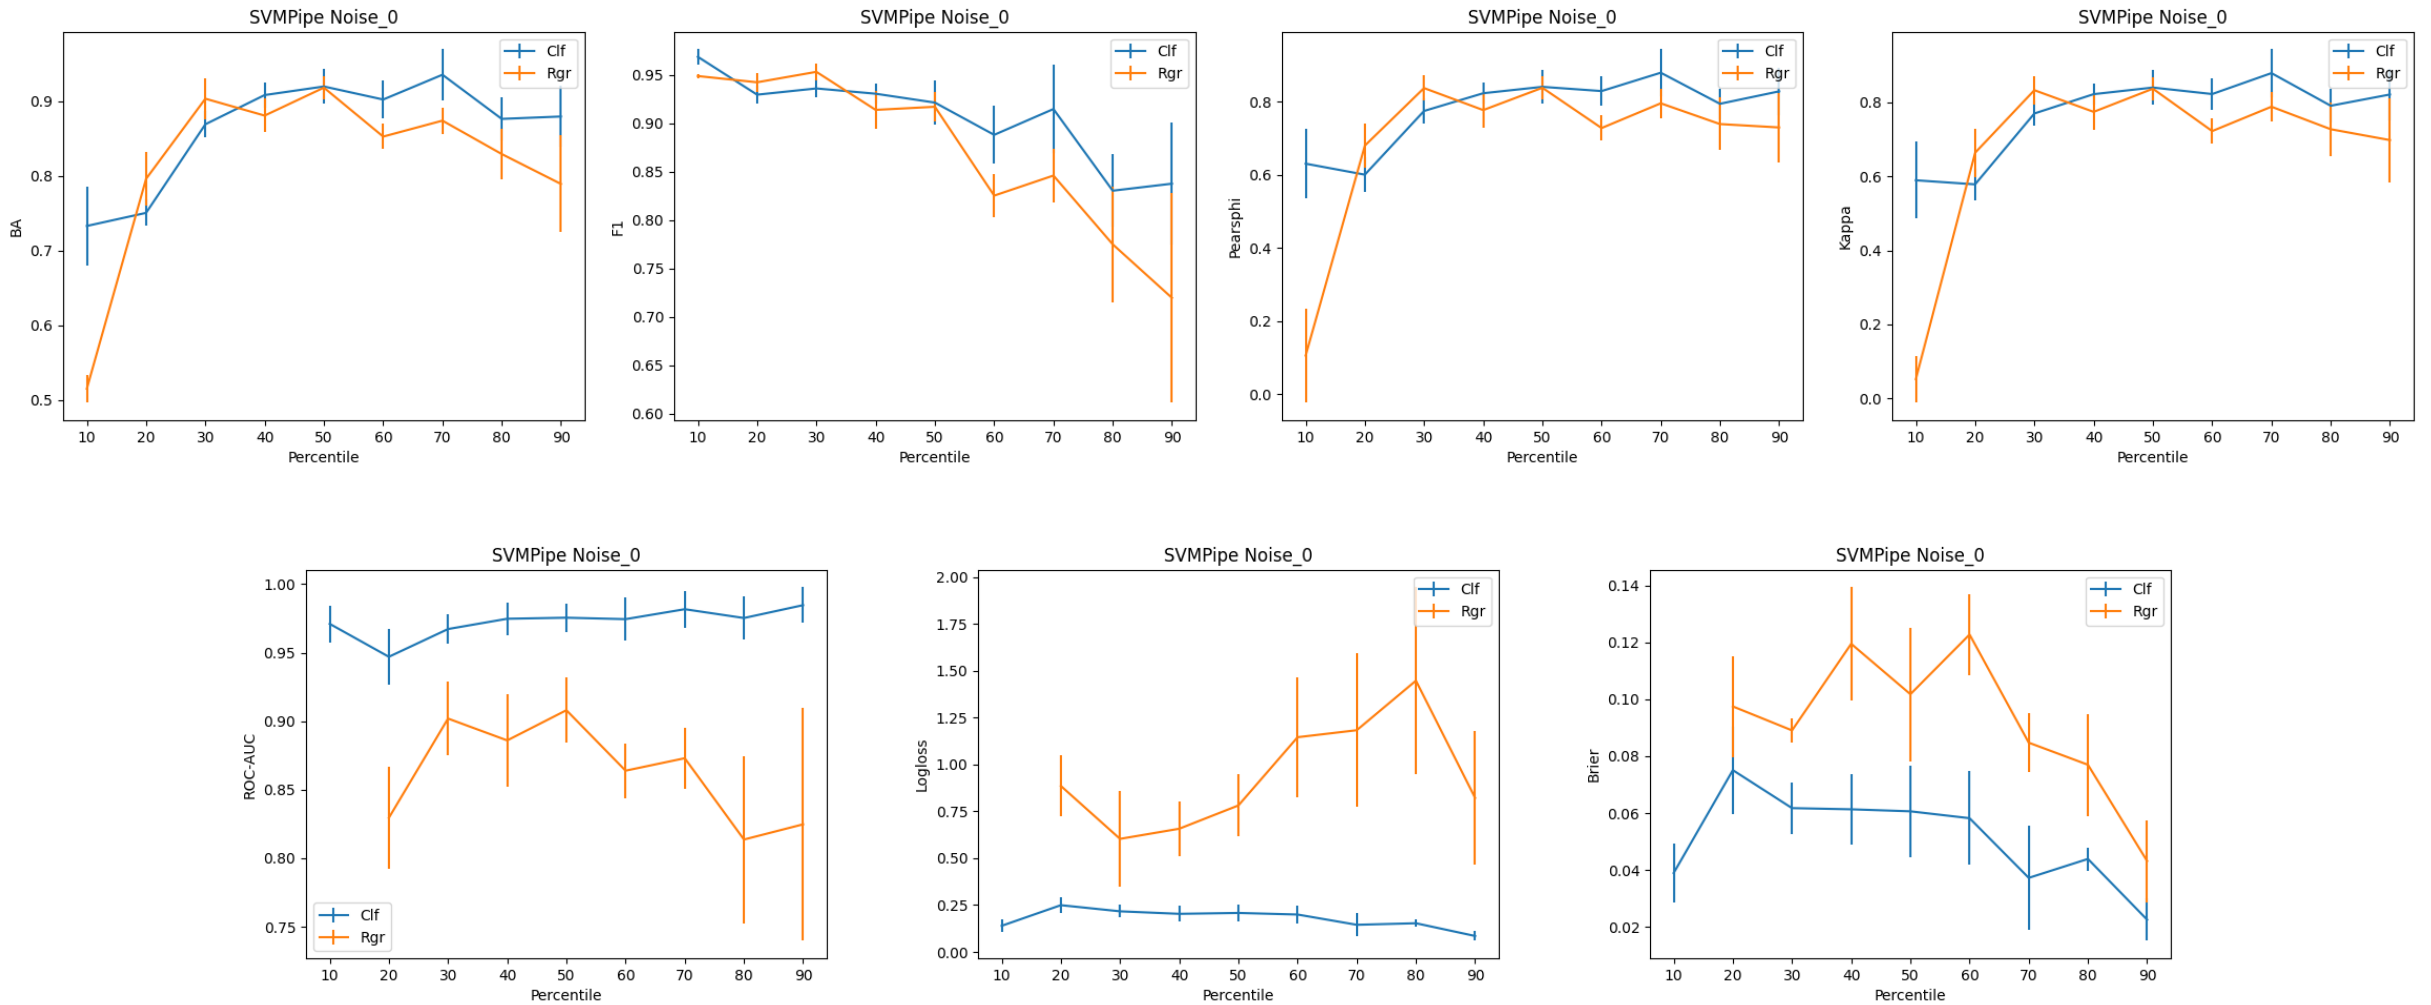 SVMPipe Noise_0
Clf
Rgr
BA
0.9
0.8
0.7
0.6
0.5
10 20 30 40 50 60 70 80 90
Percentile
SVMPipe Noise_0
Clf
Rgr
F1
0.95
0.90
0.85
0.80
0.75
0.70
0.65
0.60
10 20 30 40 50 60 70 80 90
Percentile
SVMPipe Noise_0
Clf
Rgr
Pearsphi
0.8
0.6
0.4
0.2
0.0
10 20 30 40 50 60 70 80 90
Percentile
SVMPipe Noise_0
Clf
Rgr
Kappa
0.8
0.6
0.4
0.2
0.0
10 20 30 40 50 60 70 80 90
Percentile
SVMPipe Noise_0
ROC-AUC
1.00
0.95
0.90
0.85
0.80
0.75
Clf
Rgr
10 20 30 40 50 60 70 80 90
Percentile
SVMPipe Noise_0
Clf
Rgr
Logloss
2.00
1.75
1.50
1.25
1.00
0.75
0.50
0.25
0.00
10 20 30 40 50 60 70 80 90
Percentile
SVMPipe Noise_0
Clf
Rgr
Brier
0.14
0.12
0.10
0.08
0.06
0.04
0.02
10 20 30 40 50 60 70 80 90
Percentile